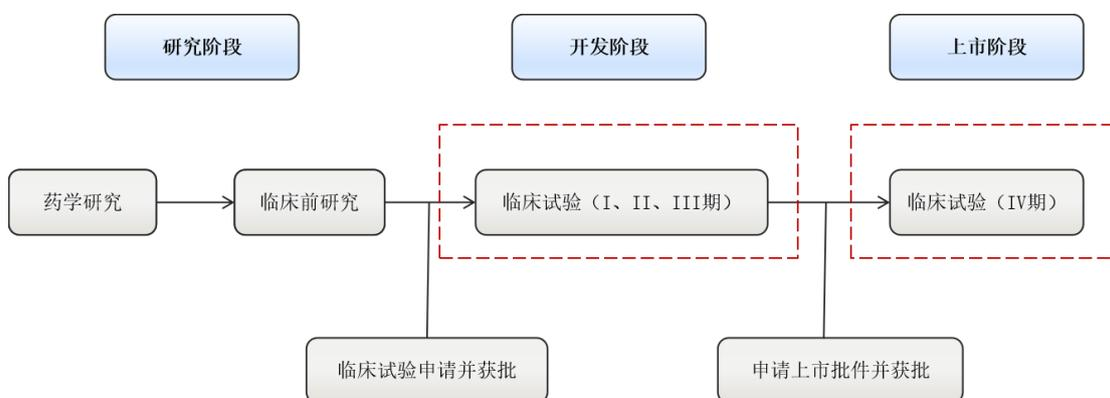 研究阶段
开发阶段
上市阶段
药学研究
临床前研究
临床试验（I、II、III期）
临床试验（IV期）
临床试验申请并获批
申请上市批件并获批